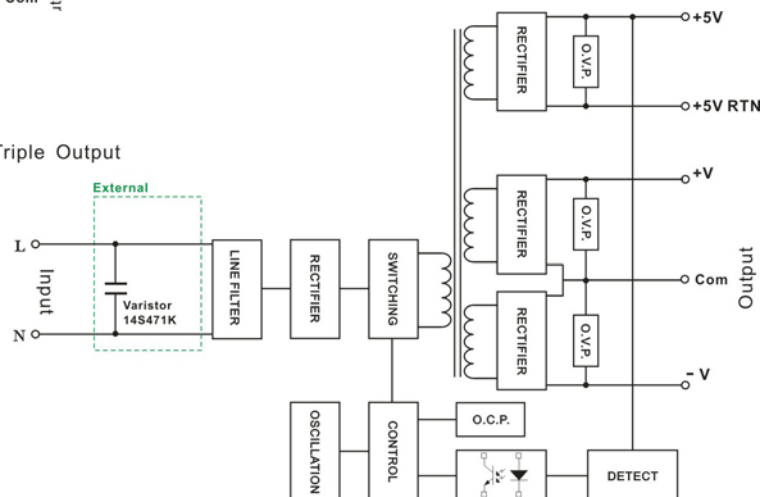 +5V
RECTIFIER
O.V.P.
+5V RTN
Triple Output
External
+V
RECTIFIER
O.V.P.
L
LINE FILTER
RECTIFIER
SWITCHING
Input
Varistor
14S471K
Com
Output
N
RECTIFIER
O.V.P.
- V
OSCILLATION
CONTROL
O.C.P.
DETECT